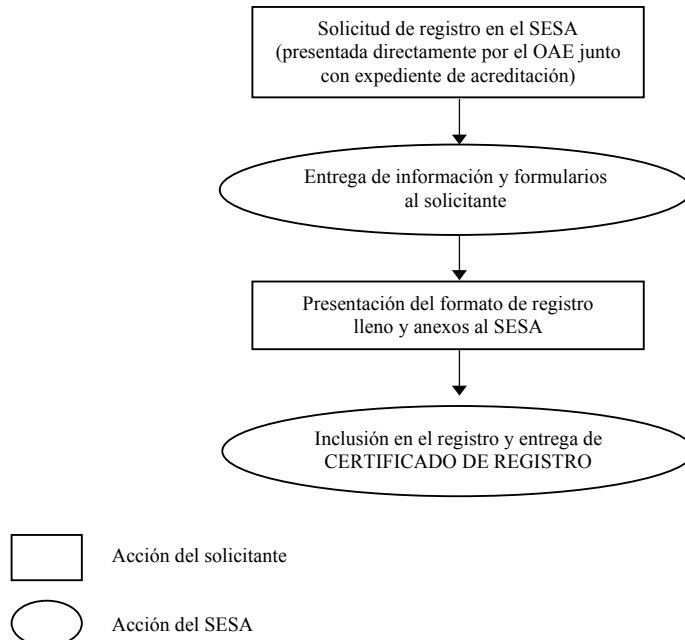 Solicitud de registro en el SESA
(presentada directamente por el OAE junto
con expediente de acreditación)
Entrega de información y formularios
al solicitante
Presentación del formato de registro
lleno y anexos al SESA
Inclusión en el registro y entrega de
CERTIFICADO DE REGISTRO
Acción del solicitante
Acción del SESA